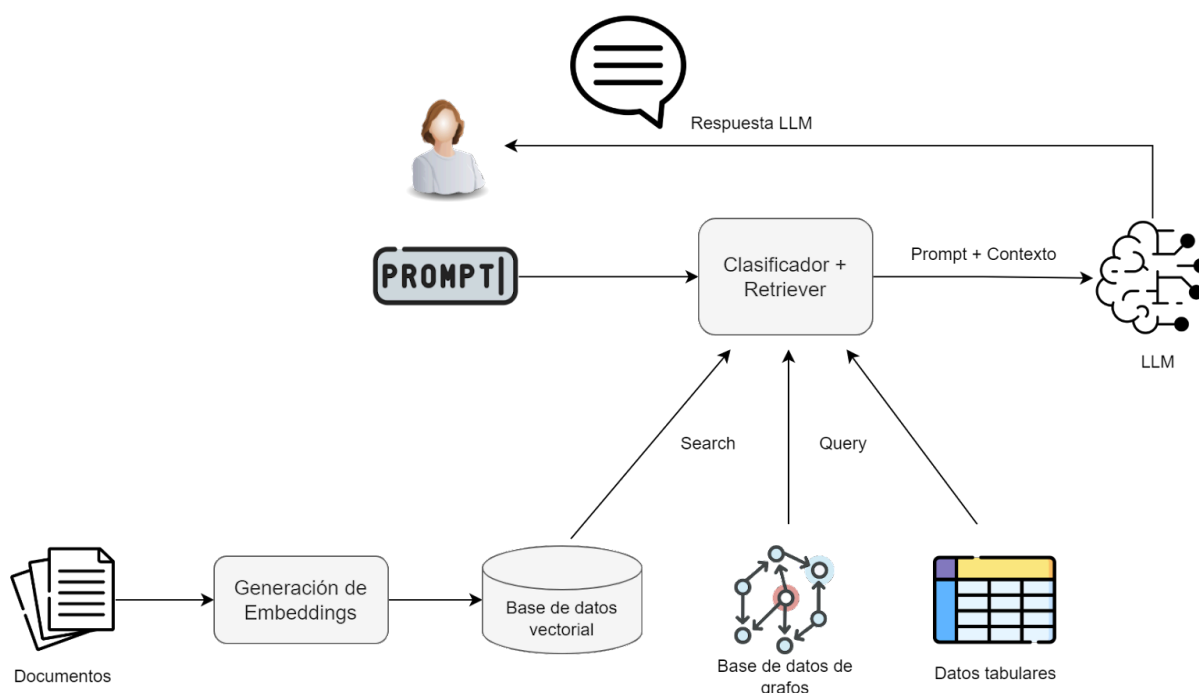 Respuesta LLM
PROMPT
Clasificador +
Retriever
Prompt + Contexto
LLM
Search
Query
Generación de
Embeddings
Base de datos
vectorial
Documentos
Base de datos de
grafos
Datos tabulares